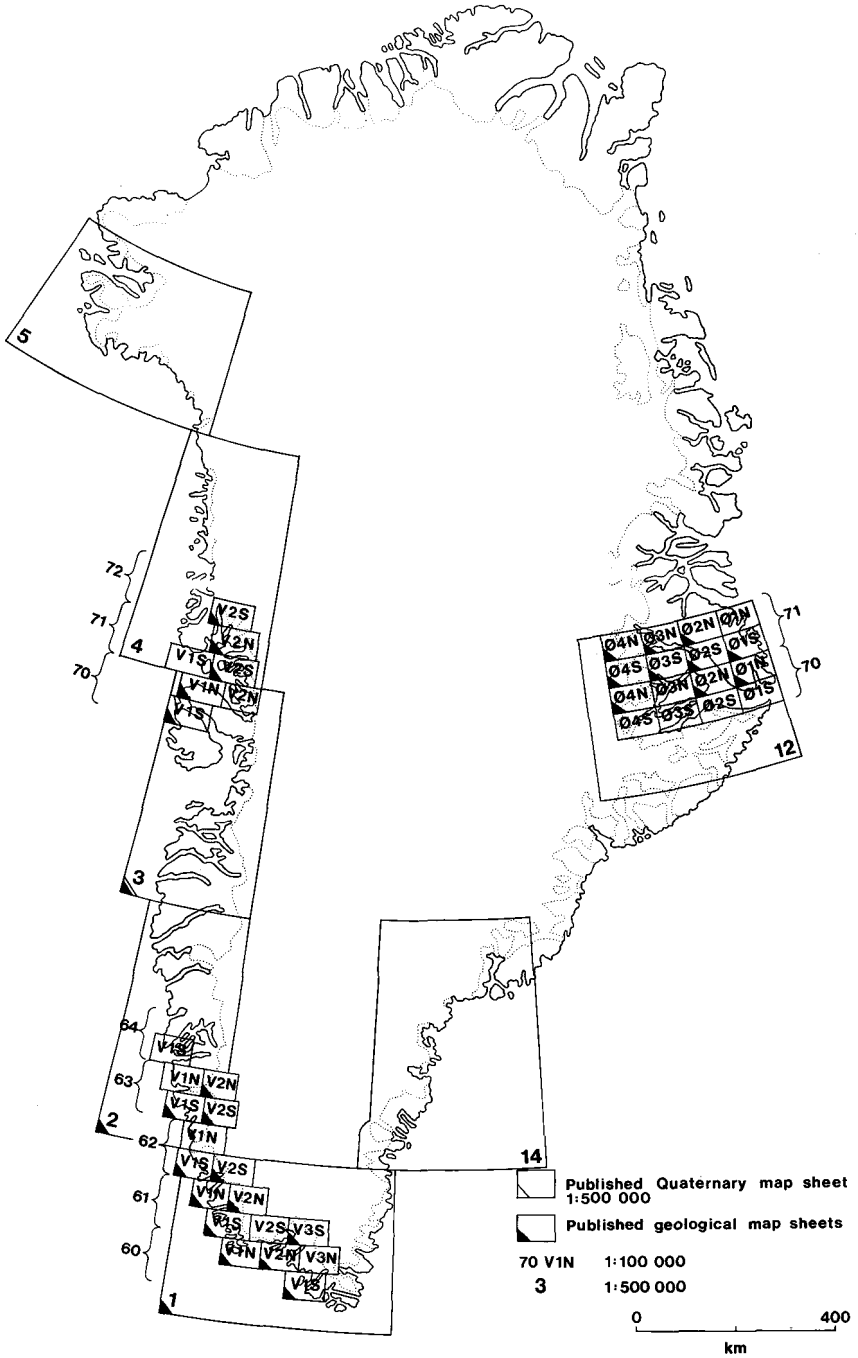 5
72
71
70
V2S
V2N
4
V1S
V2S
V1N
V2N
V1S
3
Ø4N
Ø3N
Ø2N
Ø1N
71
Ø4S
Ø3S
Ø2S
Ø1S
70
Ø4N
Ø3N
Ø2N
Ø1N
Ø4S
Ø3S
Ø2S
Ø1S
12
64
V1S
63
V1N
V2N
V1S
V2S
2
62
V1N
V1S
V2S
14
61
V1N
V2N
V1S
V2S
V3S
60
V1N
V2N
V3N
V1S
1
Published Quaternary map sheet
1:500 000
Published geological map sheets
70 V1N 1:100 000
3 1:500 000
0 400
km